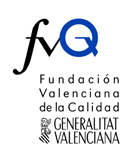 fvQ
Fundación
Valenciana
de la Calidad
GENERALITAT
VALENCIANA